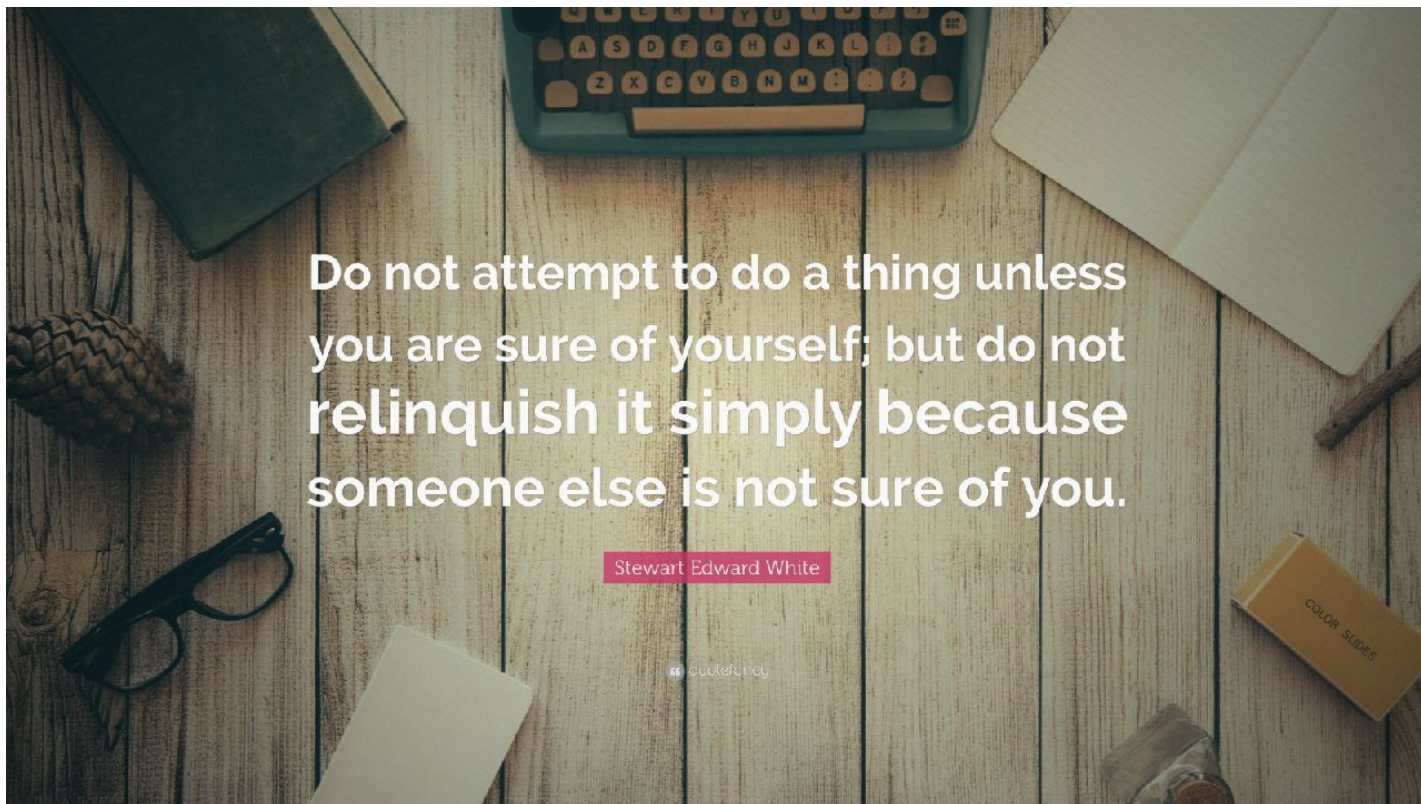 Q W E R T Y U I O P
A S D F G H J K L
Z X C V B N M
Do not attempt to do a thing unless
you are sure of yourself; but do not
relinquish it simply because
someone else is not sure of you.
Stewart Edward White
COLOR SLIDES
quotefancy